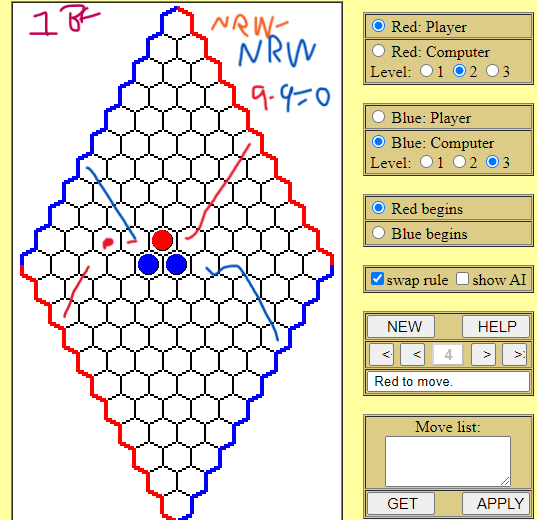 NRW-
NRW
9-9=0
Red: Player
Red: Computer
Level: 1 2 3
Blue: Player
Blue: Computer
Level: 1 2 3
Red begins
Blue begins
swap rule show AI
NEW HELP
< < 4 > >
Red to move.
Move list:
GET APPLY